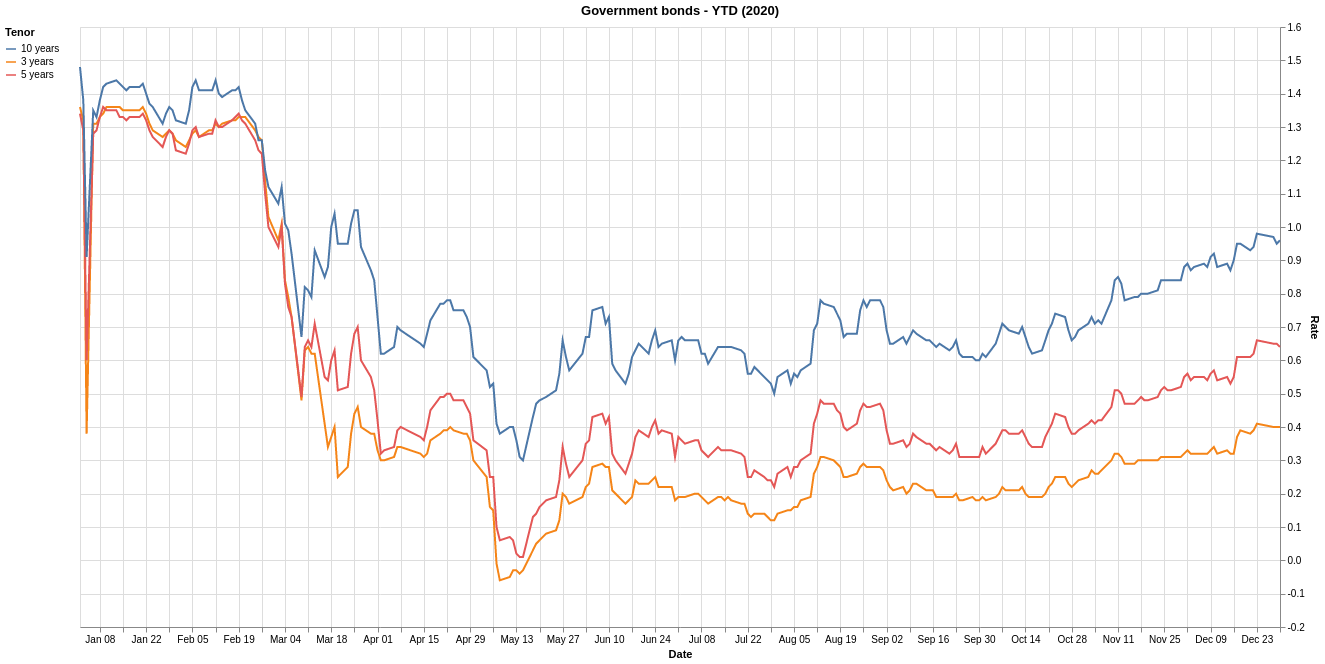 Government bonds - YTD (2020)
Tenor
10 years
3 years
5 years
1.6
1.5
1.4
1.3
1.2
1.1
1.0
0.9
0.8
0.7
0.6
0.5
0.4
0.3
0.2
0.1
0.0
-0.1
-0.2
Rate
Jan 08 Jan 22 Feb 05 Feb 19 Mar 04 Mar 18 Apr 01 Apr 15 Apr 29 May 13 May 27 Jun 10 Jun 24 Jul 08 Jul 22 Aug 05 Aug 19 Sep 02 Sep 16 Sep 30 Oct 14 Oct 28 Nov 11 Nov 25 Dec 09 Dec 23
Date